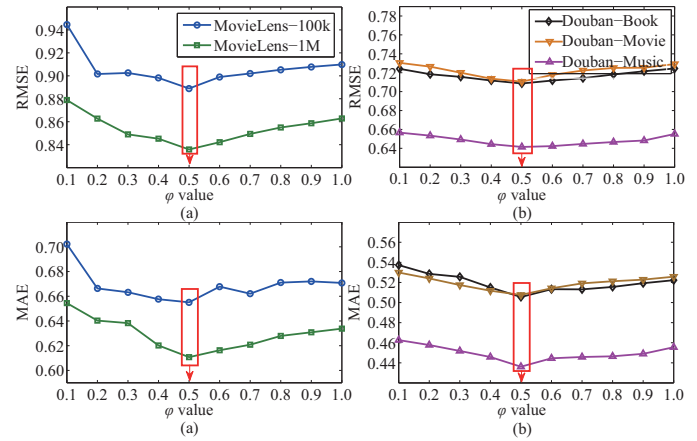 0.94
0.92
0.90
0.88
0.86
0.84
RMSE
MovieLens-100k
MovieLens-1M
0.1 0.2 0.3 0.4 0.5 0.6 0.7 0.8 0.9 1.0
φ value
(a)
0.78
0.76
0.74
0.72
0.70
0.68
0.66
0.64
RMSE
Douban-Book
Douban-Movie
Douban-Music
0.1 0.2 0.3 0.4 0.5 0.6 0.7 0.8 0.9 1.0
φ value
(b)
0.70
0.68
0.66
0.64
0.62
0.60
MAE
0.1 0.2 0.3 0.4 0.5 0.6 0.7 0.8 0.9 1.0
φ value
(a)
0.56
0.54
0.52
0.50
0.48
0.46
0.44
MAE
0.1 0.2 0.3 0.4 0.5 0.6 0.7 0.8 0.9 1.0
φ value
(b)